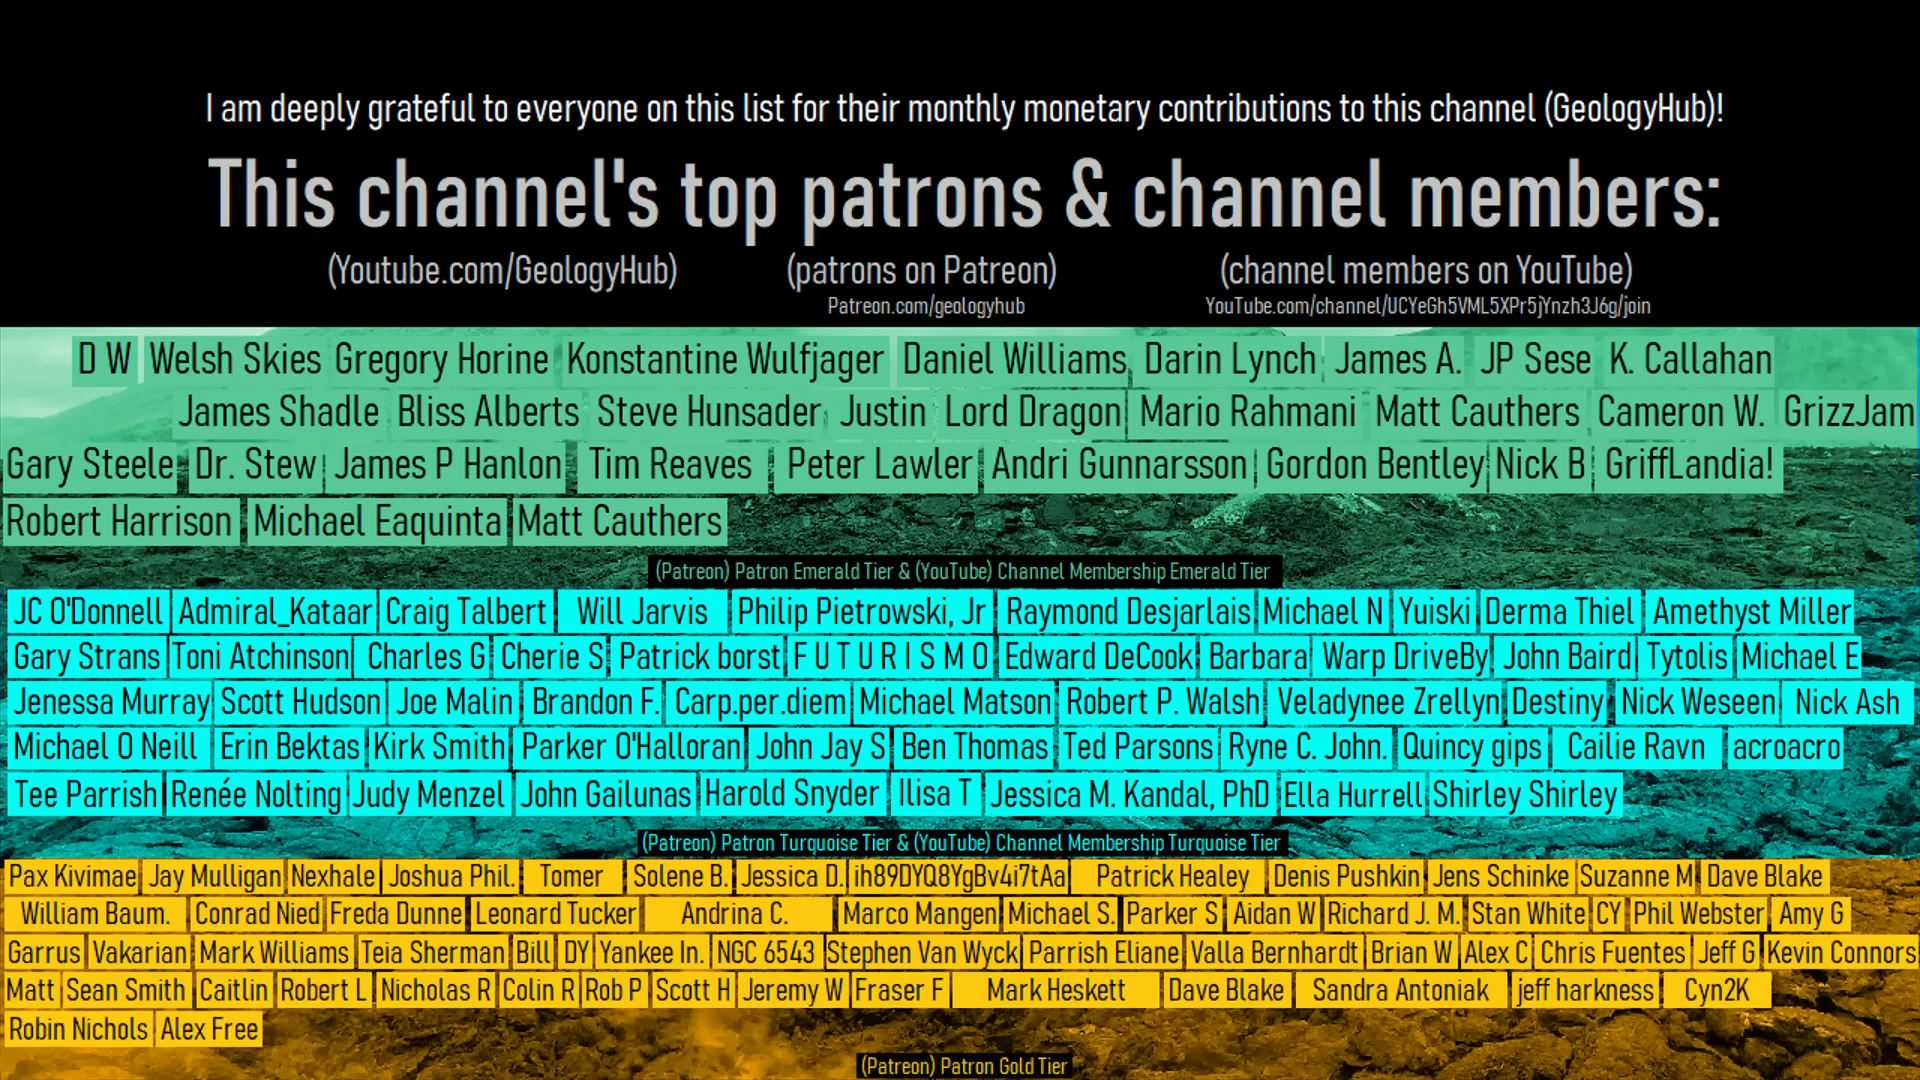 I am deeply grateful to everyone on this list for their monthly monetary contributions to this channel (GeologyHub)!
This channel's top patrons & channel members:
(Youtube.com/GeologyHub) (patrons on Patreon) (channel members on YouTube)
Patreon.com/geologyhub YouTube.com/channel/UCYeGh5VML5XPr5jYnzh3J6g/join
D W Welsh Skies Gregory Horine Konstantine Wulfjager Daniel Williams Darin Lynch James A. JP Sese K. Callahan
James Shadle Bliss Alberts Steve Hunsader Justin Lord Dragon Mario Rahmani Matt Cauthers Cameron W. GrizzJam
Gary Steele Dr. Stew James P Hanlon Tim Reaves Peter Lawler Andri Gunnarsson Gordon Bentley Nick B GriffLandia!
Robert Harrison Michael Eaquinta Matt Cauthers
(Patreon) Patron Emerald Tier & (YouTube) Channel Membership Emerald Tier
JC O'Donnell Admiral_Kataar Craig Talbert Will Jarvis Philip Pietrowski, Jr Raymond Desjarlais Michael N Yuiski Derma Thiel Amethyst Miller
Gary Strans Toni Atchinson Charles G Cherie S Patrick borst F U T U R I S M O Edward DeCook Barbara Warp DriveBy John Baird Tytolis Michael E
Jenessa Murray Scott Hudson Joe Malin Brandon F. Carp.per.diem Michael Matson Robert P. Walsh Veladynee Zrellyn Destiny Nick Weseen Nick Ash
Michael O Neill Erin Bektas Kirk Smith Parker O'Halloran John Jay S Ben Thomas Ted Parsons Ryne C. John. Quincy gips Cailie Ravn acroacro
Tee Parrish Renée Nolting Judy Menzel John Gailunas Harold Snyder Ilisa T Jessica M. Kandal, PhD Ella Hurrell Shirley Shirley
(Patreon) Patron Turquoise Tier & (YouTube) Channel Membership Turquoise Tier
Pax Kivimae Jay Mulligan Nexhale Joshua Phil. Tomer Solene B. Jessica D. ih89DYQ8YgBv4i7tAa Patrick Healey Denis Pushkin Jens Schinke Suzanne M Dave Blake
William Baum. Conrad Nied Freda Dunne Leonard Tucker Andrina C. Marco Mangen Michael S. Parker S Aidan W Richard J. M. Stan White CY Phil Webster Amy G
Garrus Vakarian Mark Williams Teia Sherman Bill DY Yankee In. NGC 6543 Stephen Van Wyck Parrish Eliane Valla Bernhardt Brian W Alex C Chris Fuentes Jeff G Kevin Connors
Matt Sean Smith Caitlin Robert L Nicholas R Colin R Rob P Scott H Jeremy W Fraser F Mark Heskett Dave Blake Sandra Antoniak jeff harkness Cyn2K
Robin Nichols Alex Free
(Patreon) Patron Gold Tier